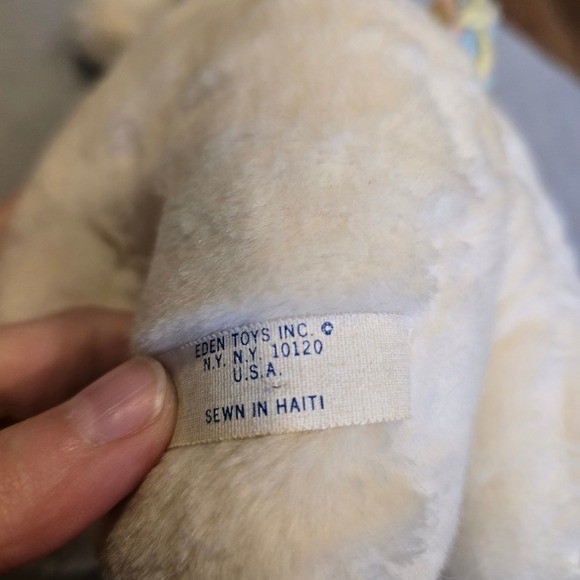 EDEN TOYS INC. ©
N.Y. N.Y. 10120
U.S.A.
SEWN IN HAITI